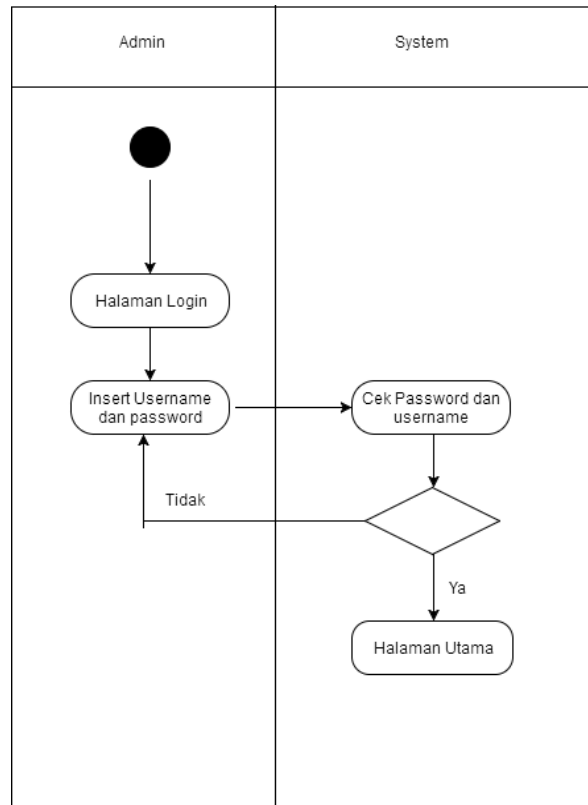 Admin
System
Halaman Login
Insert Username
dan password
Cek Password dan
username
Tidak
Ya
Halaman Utama